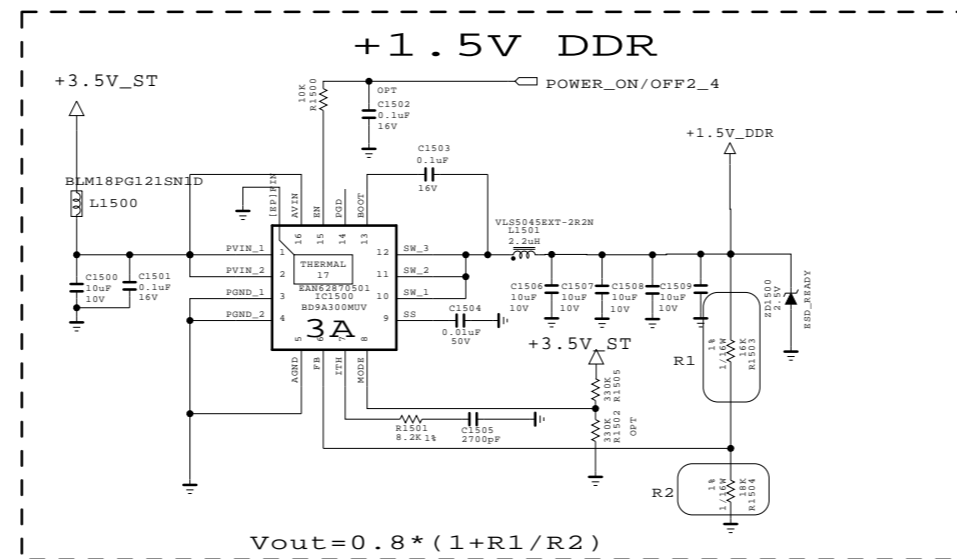 +1.5V DDR
+3.5V_ST
10K
R1500
OPT
C1502
0.1uF
16V
POWER_ON/OFF2_4
+1.5V_DDR
C1503
0.1uF
16V
BLM18PG121SN1D
L1500
[EP]FIN
AVIN
EN
PGD
BOOT
16
15
14
13
VLS5045EXT-2R2N
L1501
2.2uH
PVIN_1
1
PVIN_2
2
PGND_1
3
PGND_2
4
THERMAL
17
EAN62870501
IC1500
BD9A300MUV
3A
12
SW_3
11
SW_2
10
SW_1
9
SS
C1500
10uF
10V
C1501
0.1uF
16V
C1504
0.01uF
50V
C1506
10uF
10V
C1507
10uF
10V
C1508
10uF
10V
C1509
10uF
10V
ZD1500
2.5V
ESD_READY
5
6
7
8
AGND
FB
ITH
MODE
+3.5V_ST
330K
R1505
330K
R1502
OPT
R1501
8.2K 1%
C1505
2700pF
R1
1%
1/16W
16K
R1503
R2
1%
1/16W
18K
R1504
Vout=0.8*(1+R1/R2)